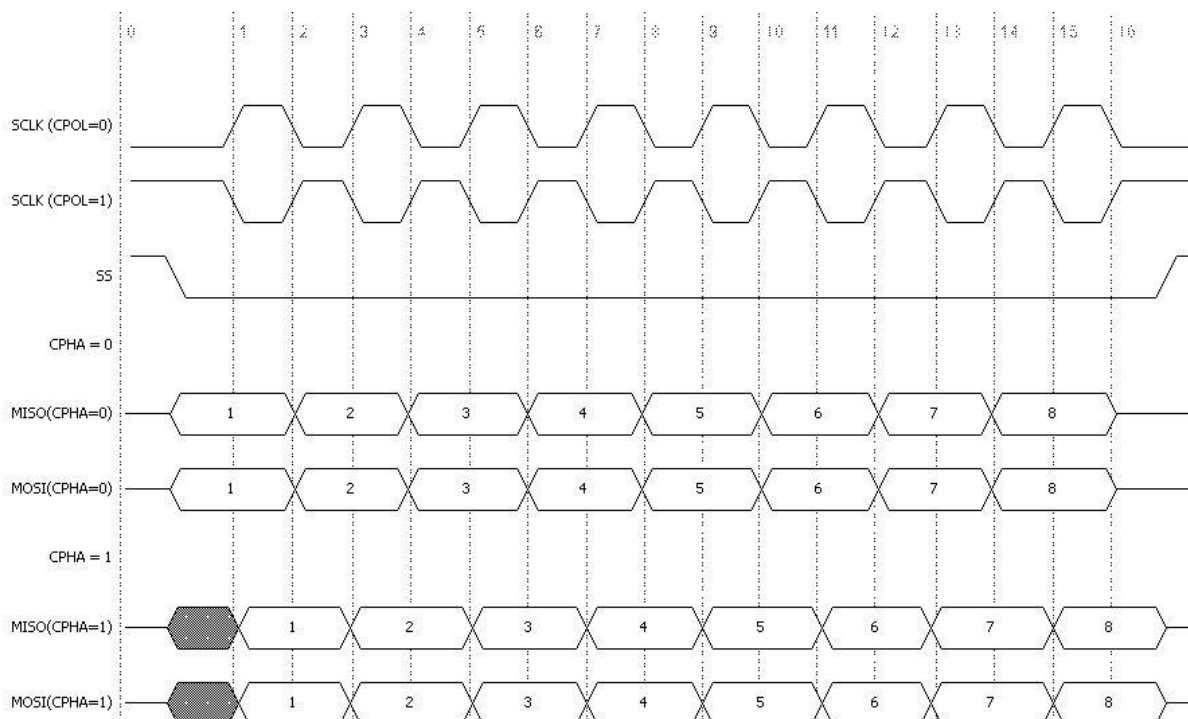 0 1 2 3 4 5 6 7 8 9 10 11 12 13 14 15 16
SCLK (CPOL=0)
SCLK (CPOL=1)
SS
CPHA = 0
MISO(CPHA=0) 1 2 3 4 5 6 7 8
MOSI(CPHA=0) 1 2 3 4 5 6 7 8
CPHA = 1
MISO(CPHA=1) 1 2 3 4 5 6 7 8
MOSI(CPHA=1) 1 2 3 4 5 6 7 8